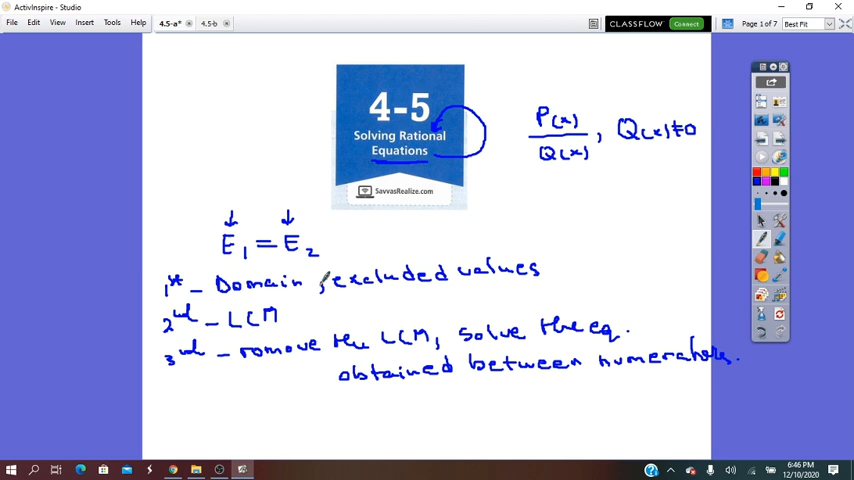 ActivInspire - Studio
File Edit View Insert Tools Help
4.5-a* 4.5-b
CLASSFLOW Connect
Page 1 of 7
Best Fit
4-5
Solving Rational
Equations
SavvasRealize.com
P(x)
Q(x) , Q(x)≠0
E1 = E2
1st - Domain , excluded values
2nd - LCM
3rd - remove the LCM, solve the eq.
obtained between numerators.
6:46 PM
12/10/2020